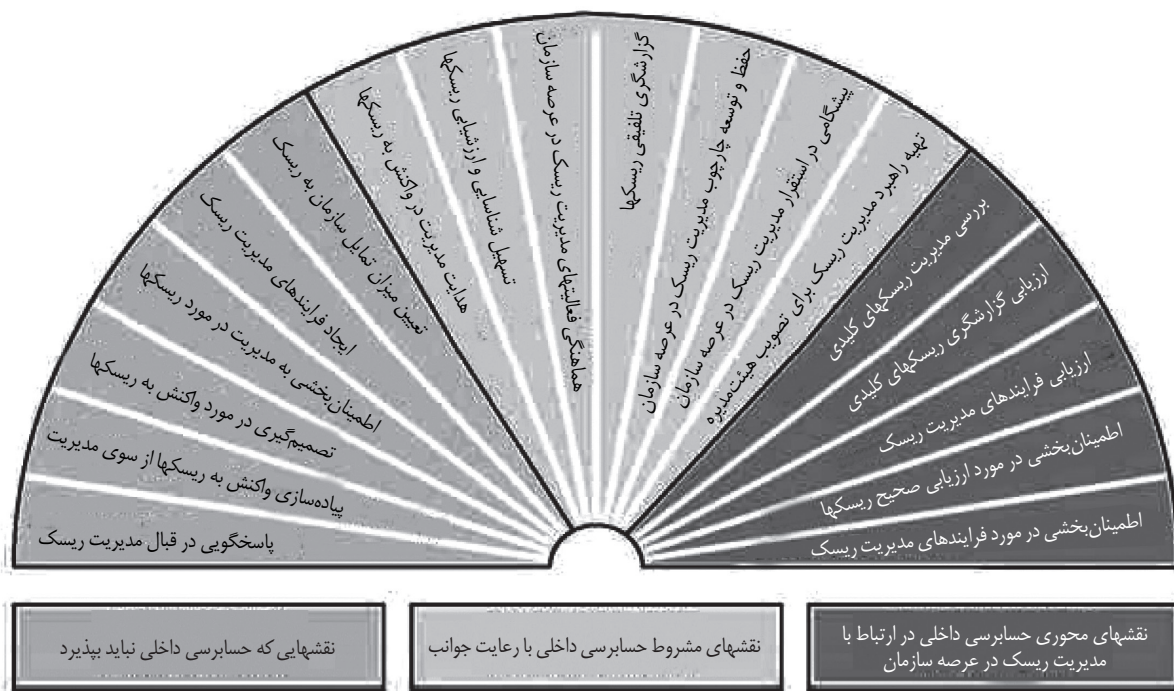 اطمینان‌بخشی در مورد فرایندهای مدیریت ریسک
اطمینان‌بخشی در مورد ارزیابی صحیح ریسکها
ارزیابی فرایندهای مدیریت ریسک
ارزیابی گزارشگری ریسکهای کلیدی
بررسی مدیریت ریسکهای کلیدی
تهیه راهبرد مدیریت ریسک برای تصویب هیئت‌مدیره
پیشگامی در استقرار مدیریت ریسک در عرصه سازمان
حفظ و توسعه چارچوب مدیریت ریسک در عرصه سازمان
گزارشگری تلفیقی ریسکها
هماهنگی فعالیتهای مدیریت ریسک در عرصه سازمان
تسهیل شناسایی و ارزشیابی ریسکها
هدایت مدیریت در واکنش به ریسکها
تعیین میزان تمایل سازمان به ریسک
ایجاد فرایندهای مدیریت ریسک
اطمینان‌بخشی به مدیریت در مورد ریسکها
تصمیم‌گیری در مورد واکنش به ریسکها
پیاده‌سازی واکنش به ریسکها از سوی مدیریت
پاسخگویی در قبال مدیریت ریسک
نقشهای محوری حسابرسی داخلی در ارتباط با
مدیریت ریسک در عرصه سازمان
نقشهای مشروط حسابرسی داخلی با رعایت جوانب
نقشهایی که حسابرسی داخلی نباید بپذیرد